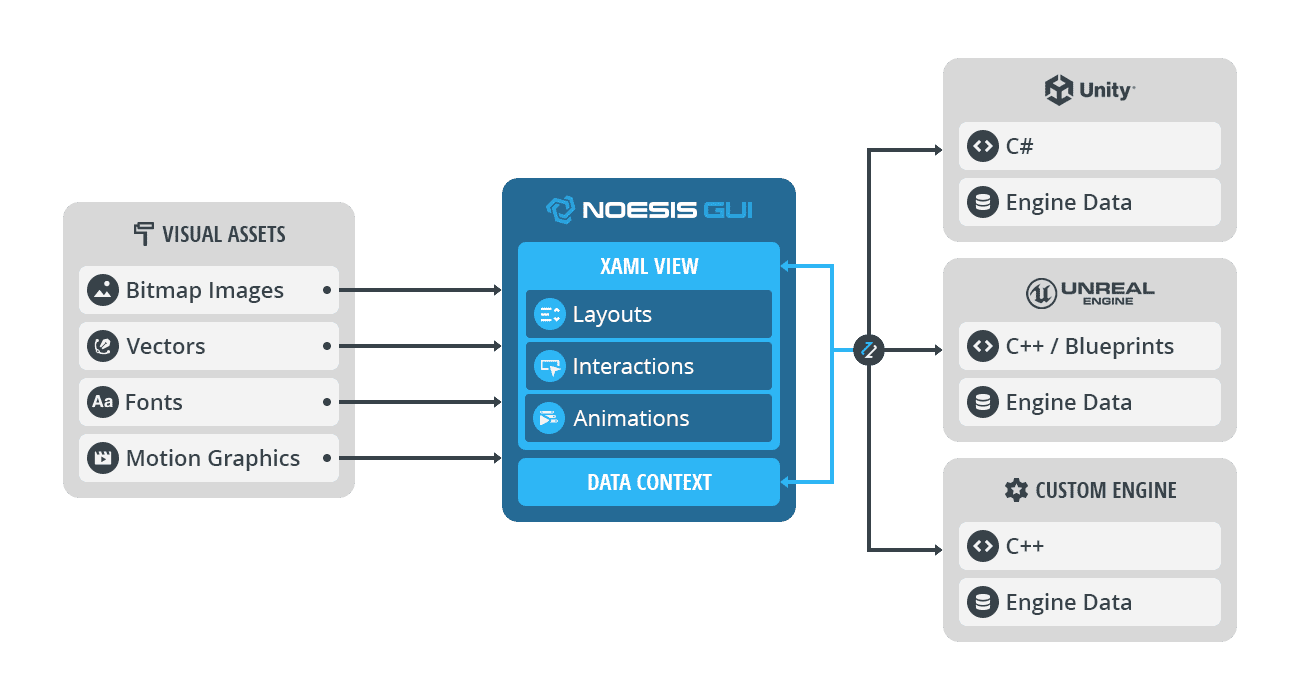 VISUAL ASSETS
Bitmap Images
Vectors
Aa Fonts
Motion Graphics
NOESIS GUI
XAML VIEW
Layouts
Interactions
Animations
DATA CONTEXT
Unity
C#
Engine Data
UNREAL
ENGINE
C++ / Blueprints
Engine Data
CUSTOM ENGINE
C++
Engine Data